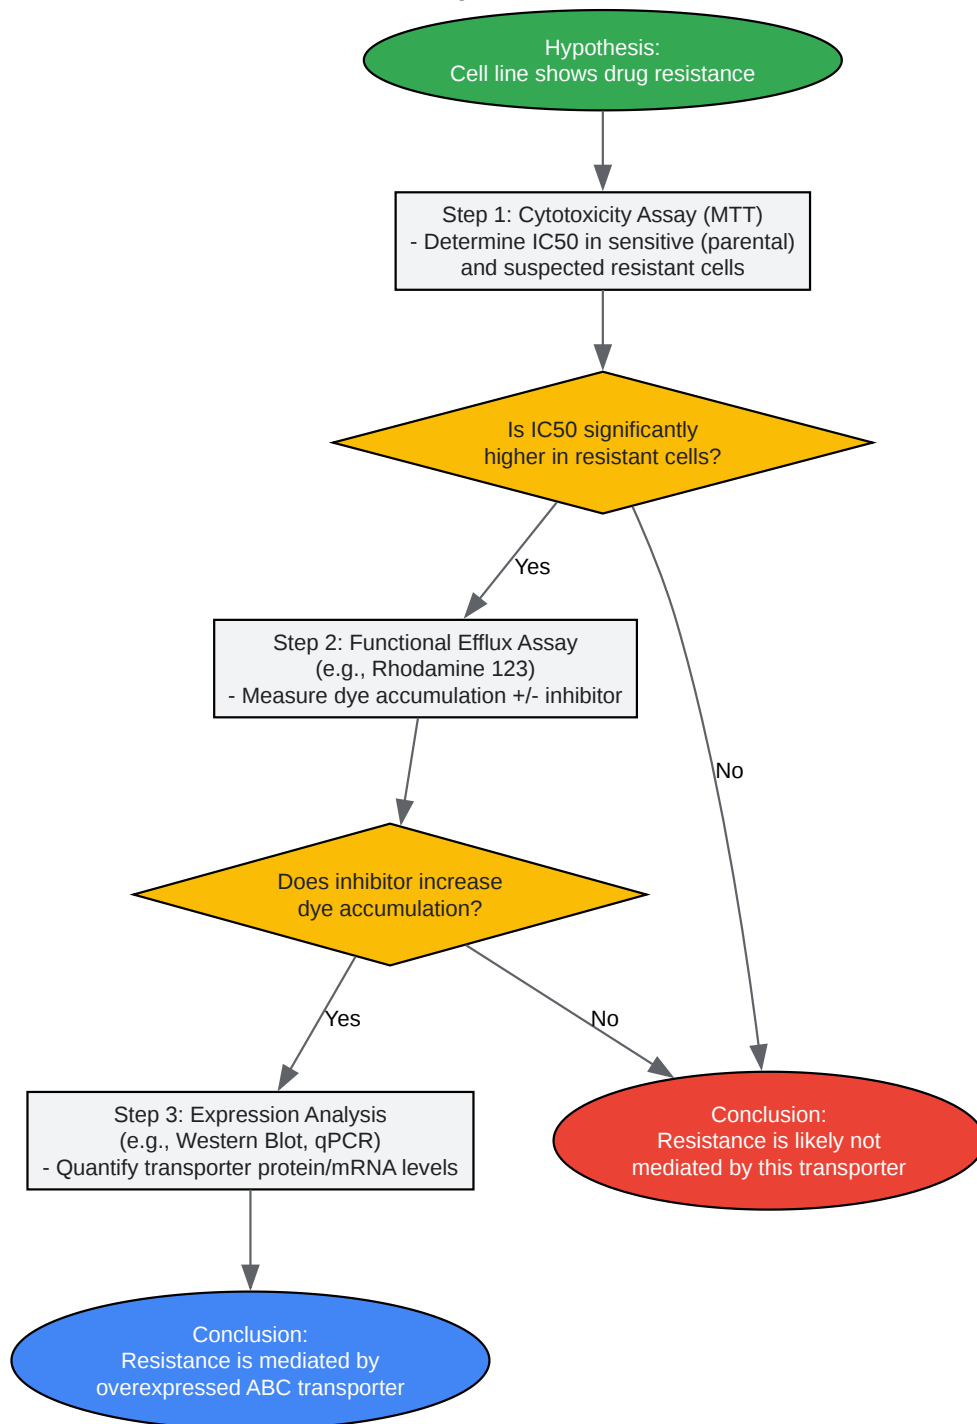 Hypothesis:
Cell line shows drug resistance
Step 1: Cytotoxicity Assay (MTT)
- Determine IC50 in sensitive (parental)
and suspected resistant cells
Is IC50 significantly
higher in resistant cells?
Yes
Step 2: Functional Efflux Assay
(e.g., Rhodamine 123)
- Measure dye accumulation +/- inhibitor
No
Does inhibitor increase
dye accumulation?
Yes
No
Step 3: Expression Analysis
(e.g., Western Blot, qPCR)
- Quantify transporter protein/mRNA levels
Conclusion:
Resistance is likely not
mediated by this transporter
Conclusion:
Resistance is mediated by
overexpressed ABC transporter